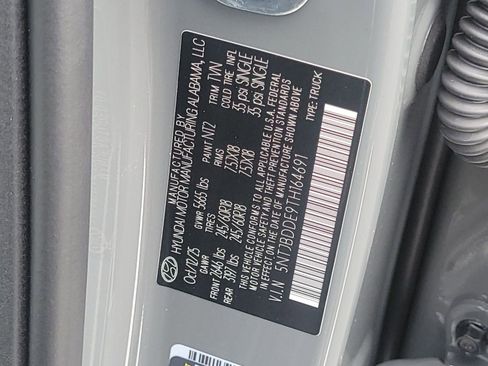 MANUFACTURED BY
HYUNDAI MOTOR MANUFACTURING ALABAMA, LLC
Oct/10/25 GVWR 5665 lbs PAINT NT2 TRIM TVN
GAWR TIRES RIMS COLD TIRE INFL
FRONT 2646 lbs 245/60R18 7.5JX18 35 psi SINGLE
REAR 3197 lbs 245/60R18 7.5JX18 35 psi SINGLE
THIS VEHICLE CONFORMS TO ALL APPLICABLE U.S.A. FEDERAL
MOTOR VEHICLE SAFETY AND THEFT PREVENTION STANDARDS
IN EFFECT ON THE DATE OF MANUFACTURE SHOWN ABOVE
V.I.N 5NTJBDDE9TH164691 TYPE:TRUCK